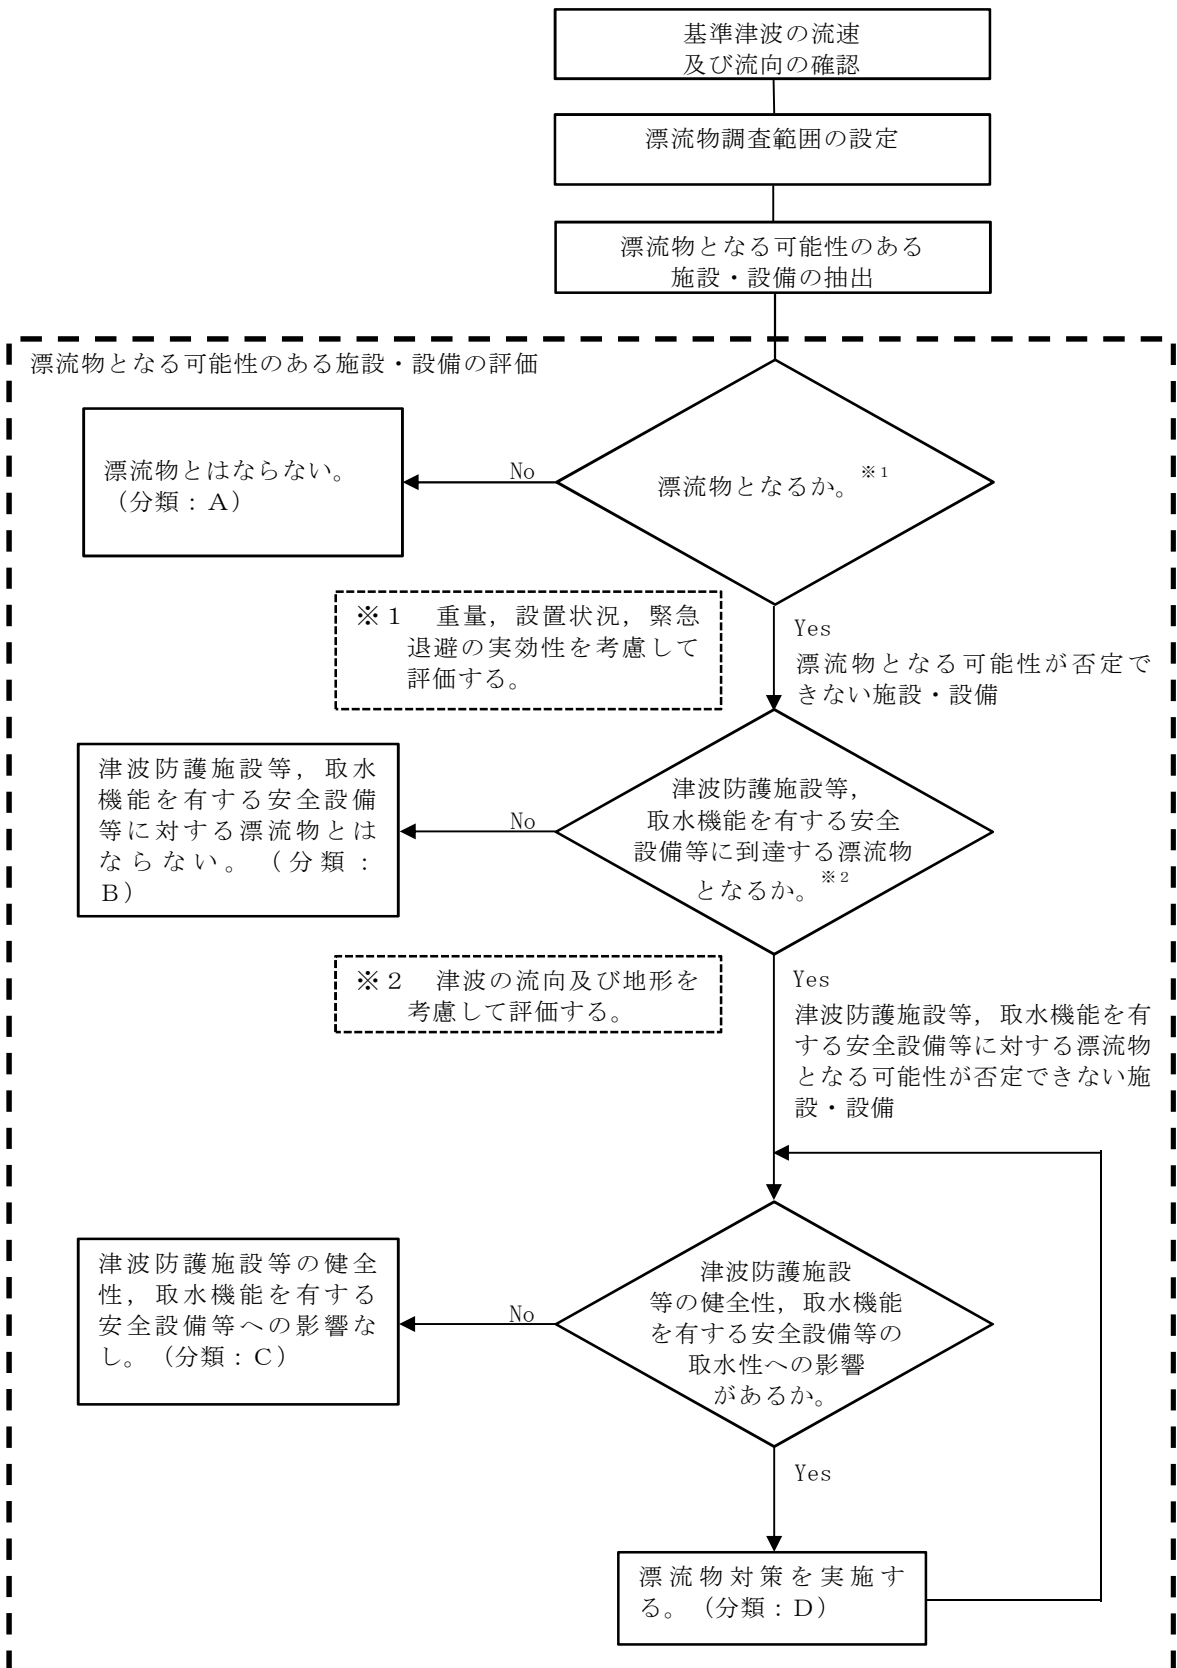 基準津波の流速
及び流向の確認
漂流物調査範囲の設定
漂流物となる可能性のある
施設・設備の抽出
漂流物となる可能性のある施設・設備の評価
漂流物となるか。※1
No
漂流物とはならない。
（分類：Ａ）
※１　重量，設置状況，緊急
退避の実効性を考慮して
評価する。
Yes
漂流物となる可能性が否定で
きない施設・設備
津波防護施設等，
取水機能を有する安全
設備等に到達する漂流物
となるか。※2
No
津波防護施設等，取水
機能を有する安全設備
等に対する漂流物とは
ならない。（分類：
Ｂ）
※２　津波の流向及び地形を
考慮して評価する。
Yes
津波防護施設等，取水機能を有
する安全設備等に対する漂流物
となる可能性が否定できない施
設・設備
津波防護施設
等の健全性，取水機能
を有する安全設備等の
取水性への影響
があるか。
No
津波防護施設等の健全
性，取水機能を有する
安全設備等への影響な
し。（分類：Ｃ）
Yes
漂流物対策を実施す
る。（分類：Ｄ）